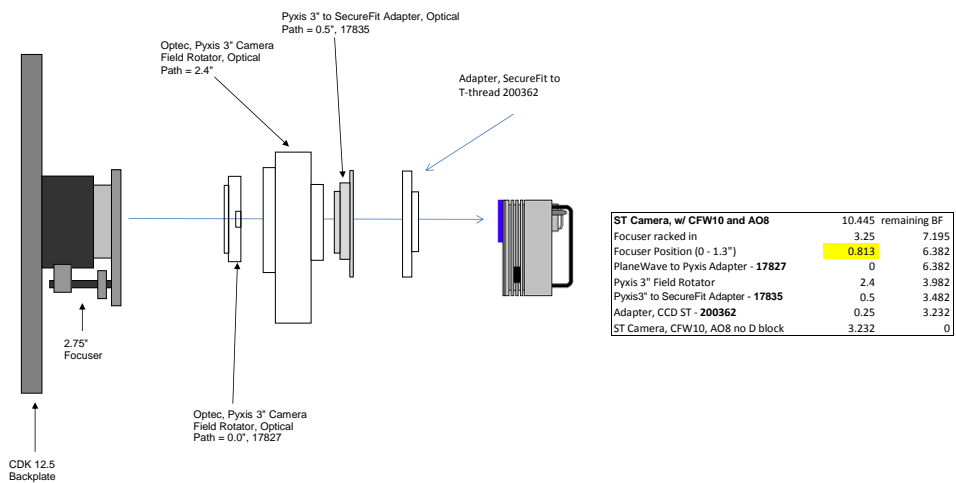 Pyxis 3" to SecureFit Adapter, Optical
Path = 0.5", 17835
Optec, Pyxis 3" Camera
Field Rotator, Optical
Path = 2.4"
Adapter, SecureFit to
T-thread 200362
ST Camera, w/ CFW10 and AO8 10.445 remaining BF
Focuser racked in 3.25 7.195
Focuser Position (0 - 1.3") 0.813 6.382
PlaneWave to Pyxis Adapter - 17827 0 6.382
Pyxis 3" Field Rotator 2.4 3.982
Pyxis3" to SecureFit Adapter - 17835 0.5 3.482
Adapter, CCD ST - 200362 0.25 3.232
ST Camera, CFW10, AO8 no D block 3.232 0
2.75"
Focuser
Optec, Pyxis 3" Camera
Field Rotator, Optical
Path = 0.0", 17827
CDK 12.5
Backplate